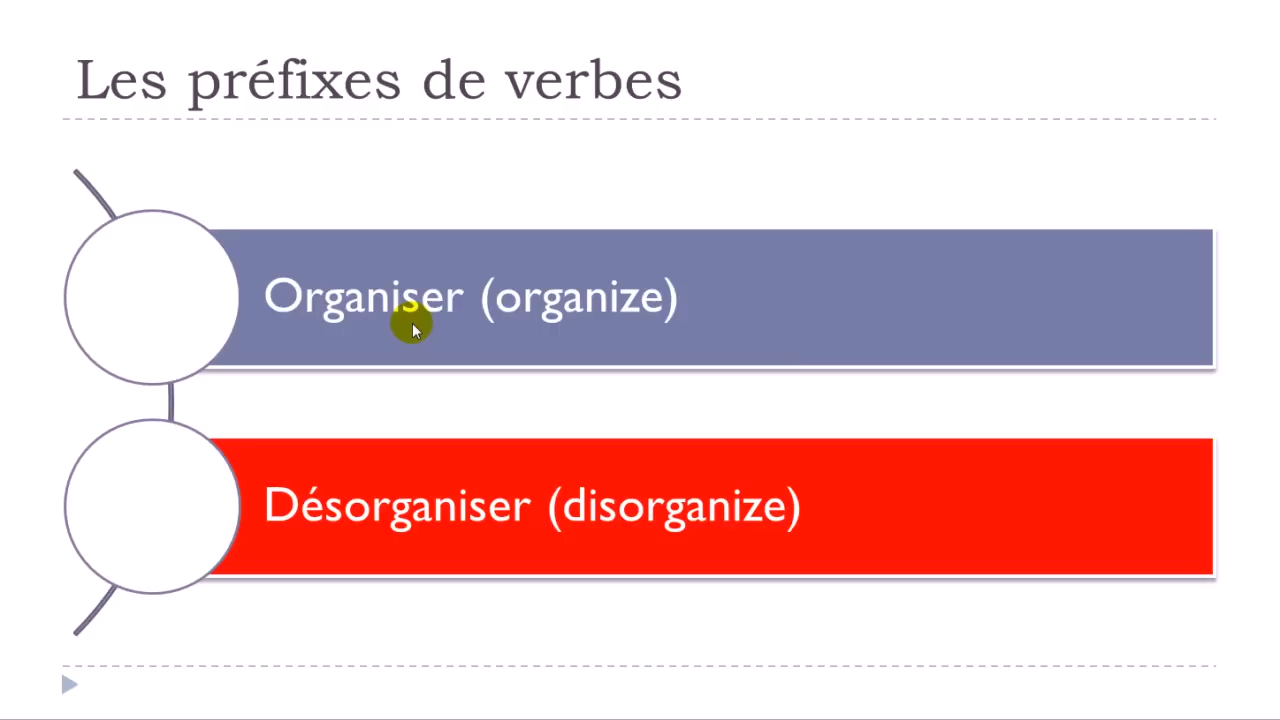 Les préfixes de verbes
Organiser (organize)
Désorganiser (disorganize)